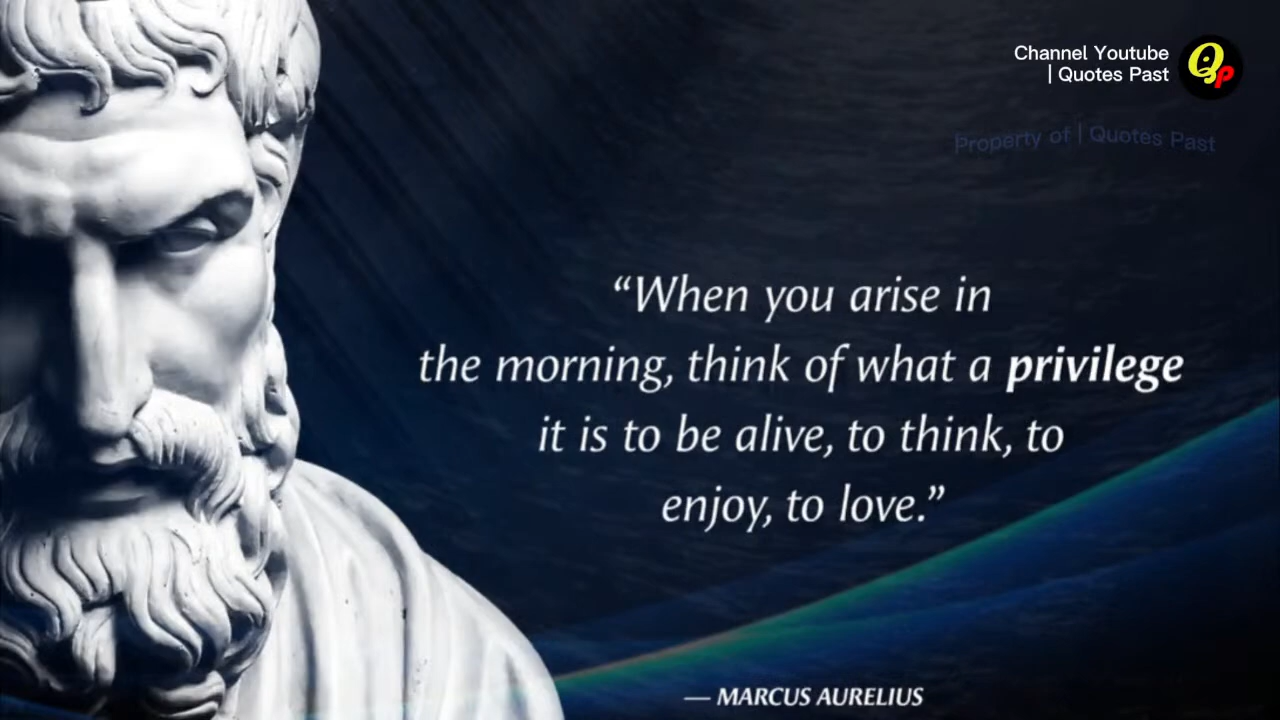 Channel Youtube
| Quotes Past
Property of | Quotes Past
“When you arise in
the morning, think of what a privilege
it is to be alive, to think, to
enjoy, to love.”
— MARCUS AURELIUS